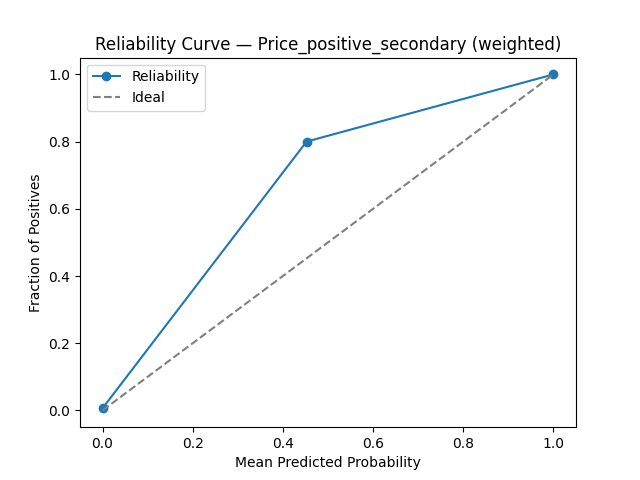 Reliability Curve — Price_positive_secondary (weighted)
Reliability
Ideal
1.0
0.8
0.6
0.4
0.2
0.0
Fraction of Positives
0.0 0.2 0.4 0.6 0.8 1.0
Mean Predicted Probability